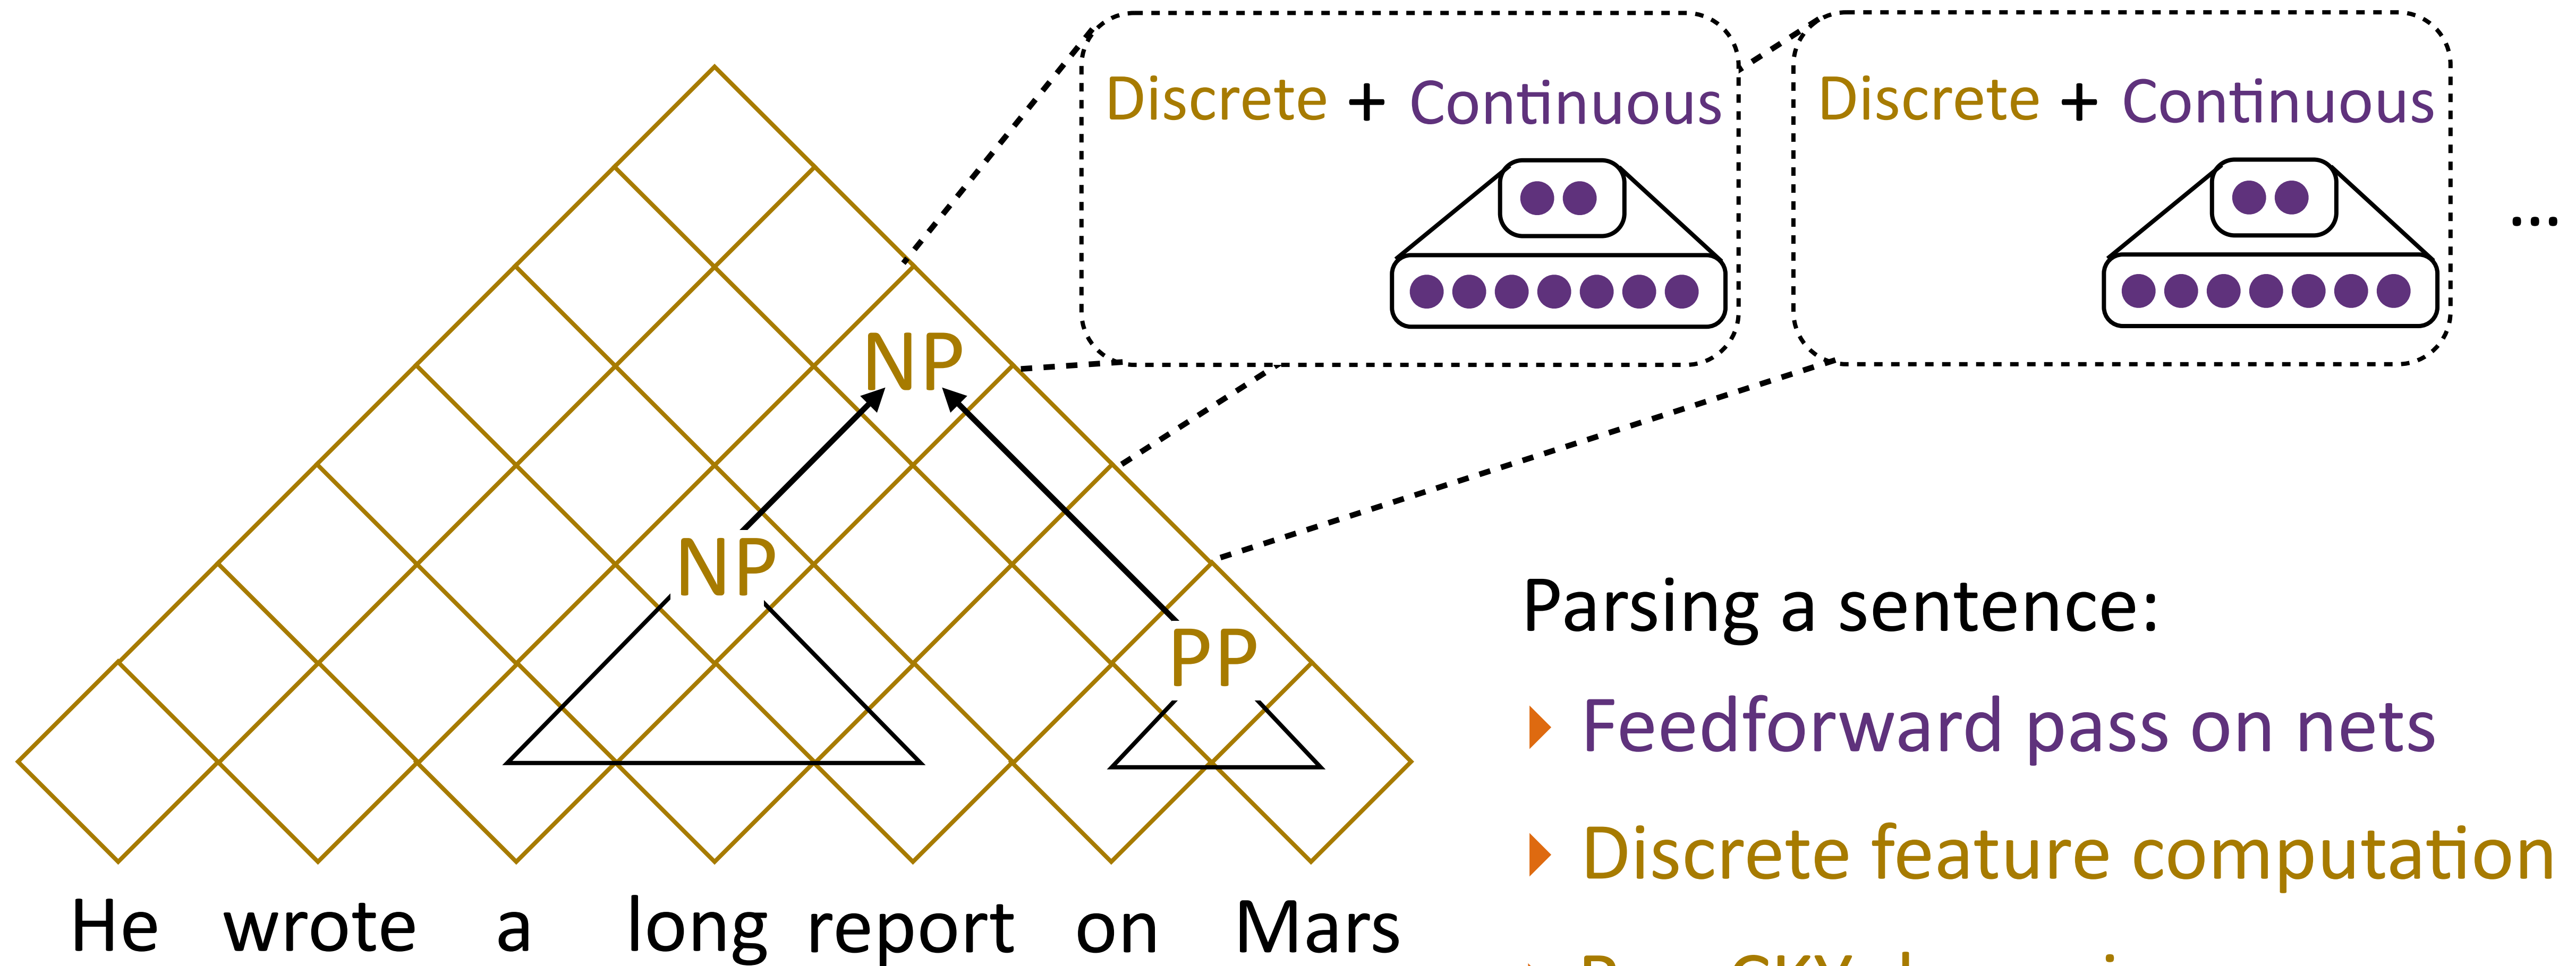 Discrete + Continuous
Discrete + Continuous
...
NP
NP
PP
Parsing a sentence:
Feedforward pass on nets
Discrete feature computation
He wrote a long report on Mars